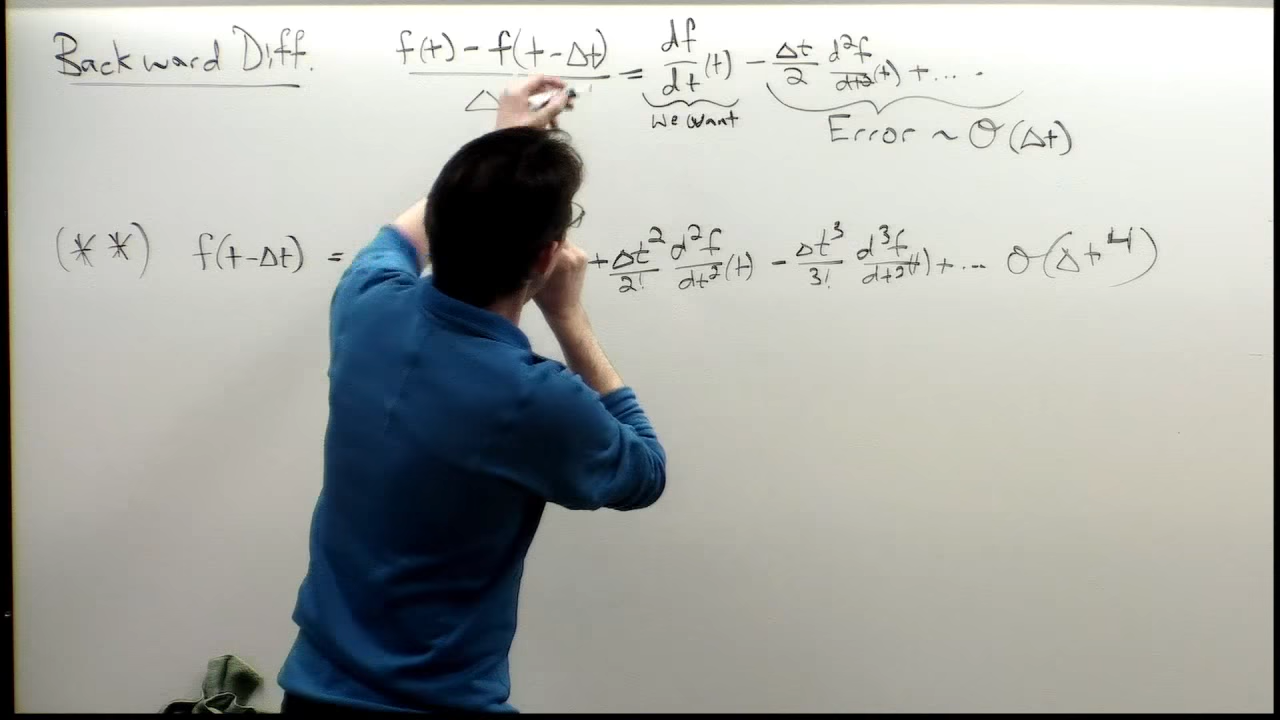 Backward Diff. f(t) - f(t-Δt) / Δ = df/dt (t) - Δt/2 d²f/dt² (t) + ... .
We want
Error ~ O(Δt)
(**) f(t-Δt) = + Δt²/2! d²f/dt² (t) - Δt³/3! d³f/dt² (t) + ... O(Δt⁴)